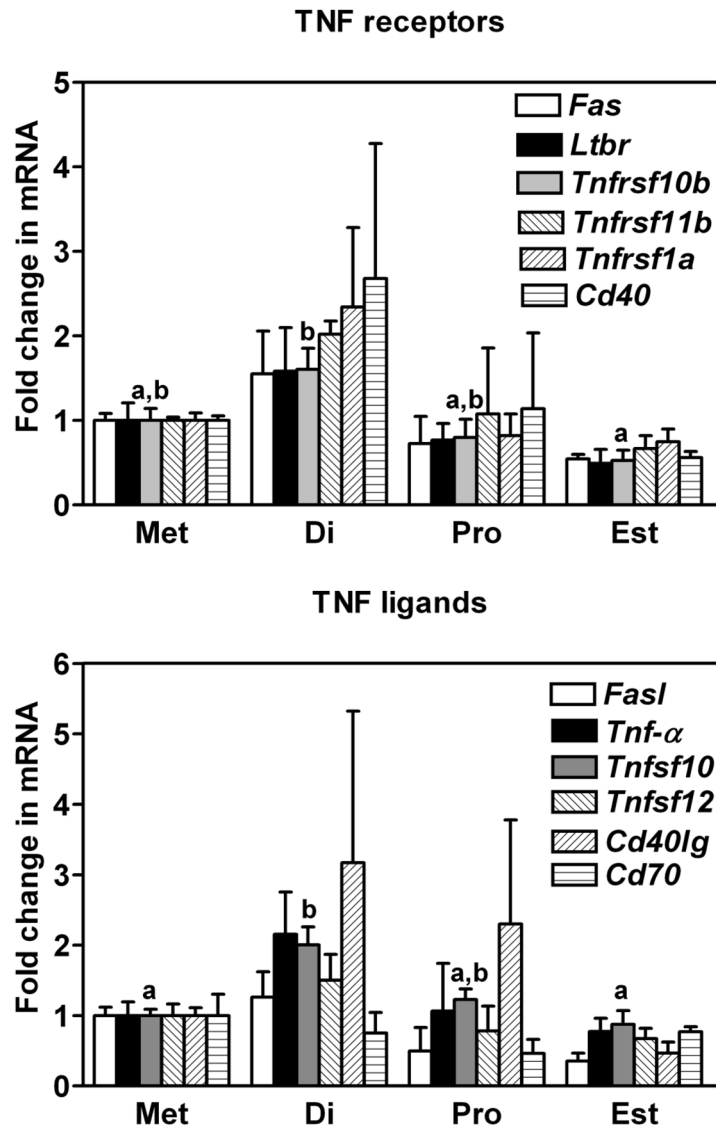 TNF receptors
Fold change in mRNA
5
4
3
2
1
0
Fas
Ltbr
Tnfrsf10b
Tnfrsf11b
Tnfrsf1a
Cd40
a,b
b
a,b
a
Met Di Pro Est
TNF ligands
Fold change in mRNA
6
5
4
3
2
1
0
Fasl
Tnf-α
Tnfsf10
Tnfsf12
Cd40lg
Cd70
a
b
a,b
a
Met Di Pro Est